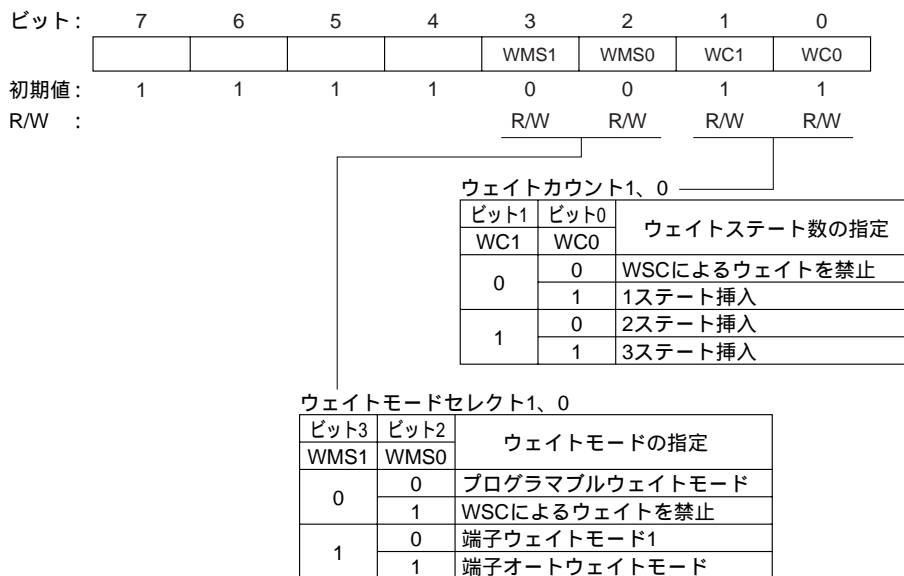 ビット： 7 6 5 4 3 2 1 0
WMS1 WMS0 WC1 WC0
初期値： 1 1 1 1 0 0 1 1
R/W ： R/W R/W R/W R/W
ウェイトカウント1、0
ビット1 ビット0 ウェイトステート数の指定
WC1 WC0
0 0 WSCによるウェイトを禁止
1 1ステート挿入
1 0 2ステート挿入
1 3ステート挿入
ウェイトモードセレクト1、0
ビット3 ビット2 ウェイトモードの指定
WMS1 WMS0
0 0 プログラマブルウェイトモード
1 WSCによるウェイトを禁止
1 0 端子ウェイトモード1
1 端子オートウェイトモード